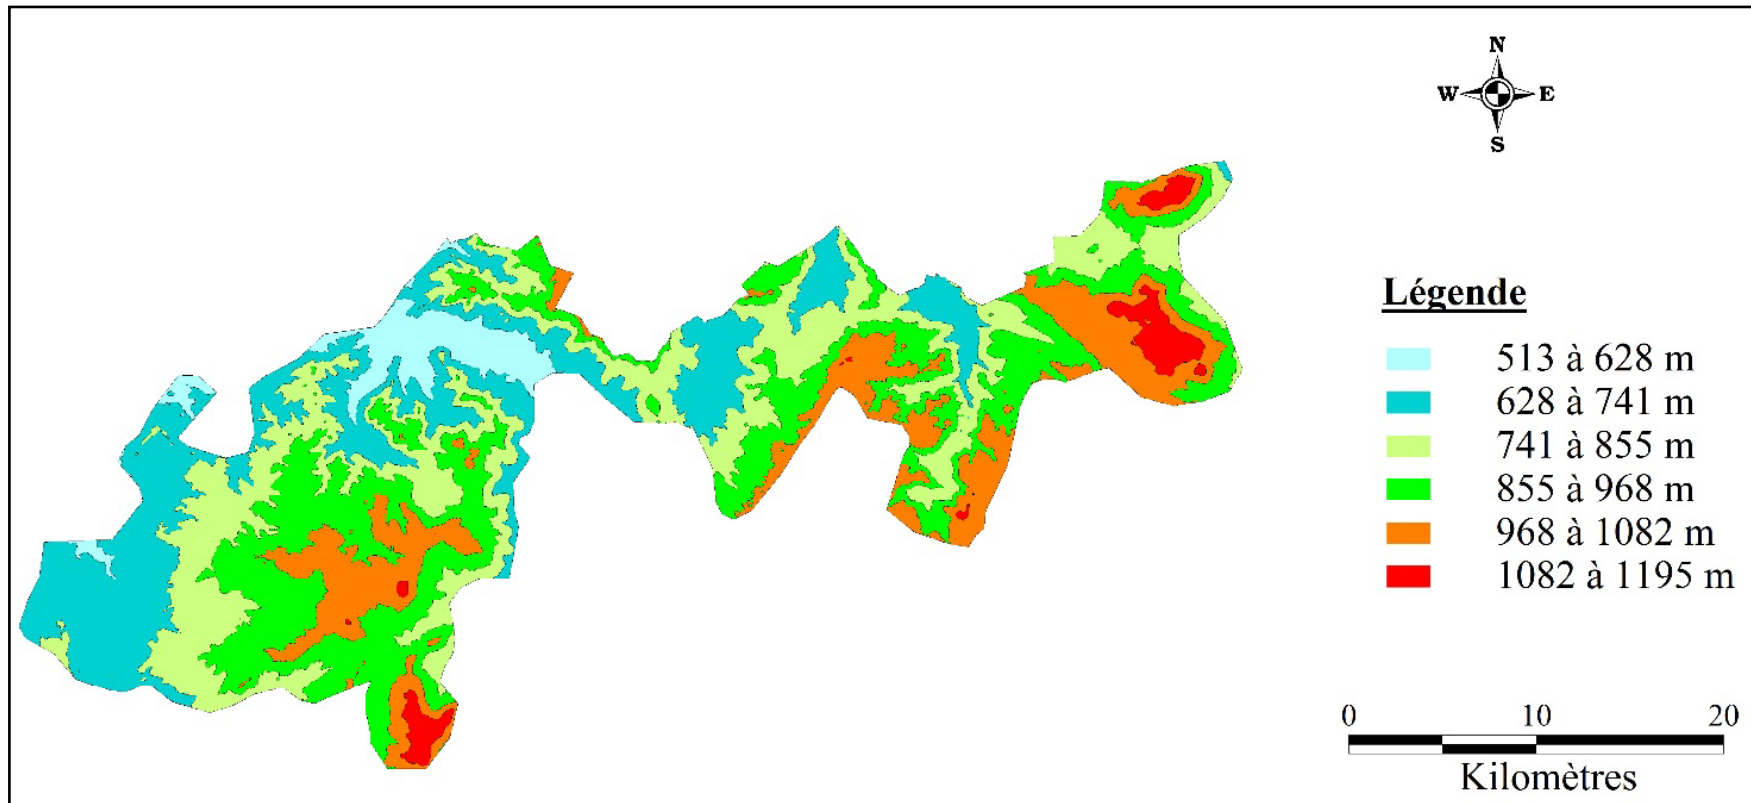 N
W E
S
Légende
513 à 628 m
628 à 741 m
741 à 855 m
855 à 968 m
968 à 1082 m
1082 à 1195 m
0 10 20
Kilomètres